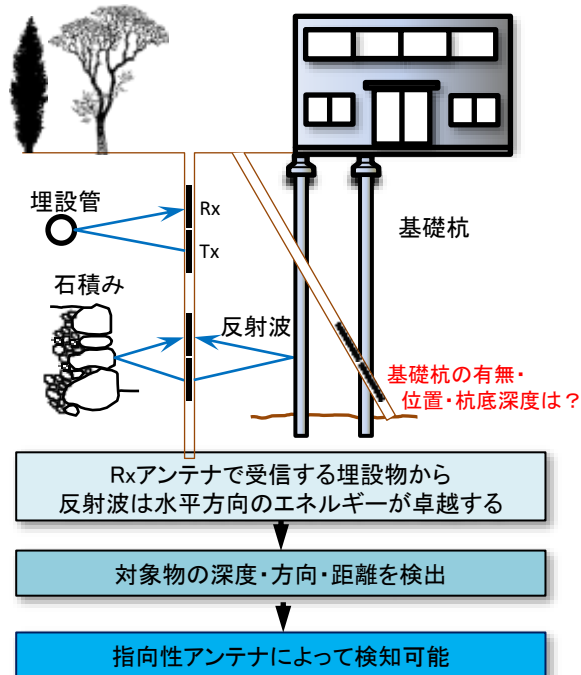 埋設管
Rx
Tx
基礎杭
石積み
反射波
基礎杭の有無・
位置・杭底深度は？
Rxアンテナで受信する埋設物から
反射波は水平方向のエネルギーが卓越する
対象物の深度・方向・距離を検出
指向性アンテナによって検知可能